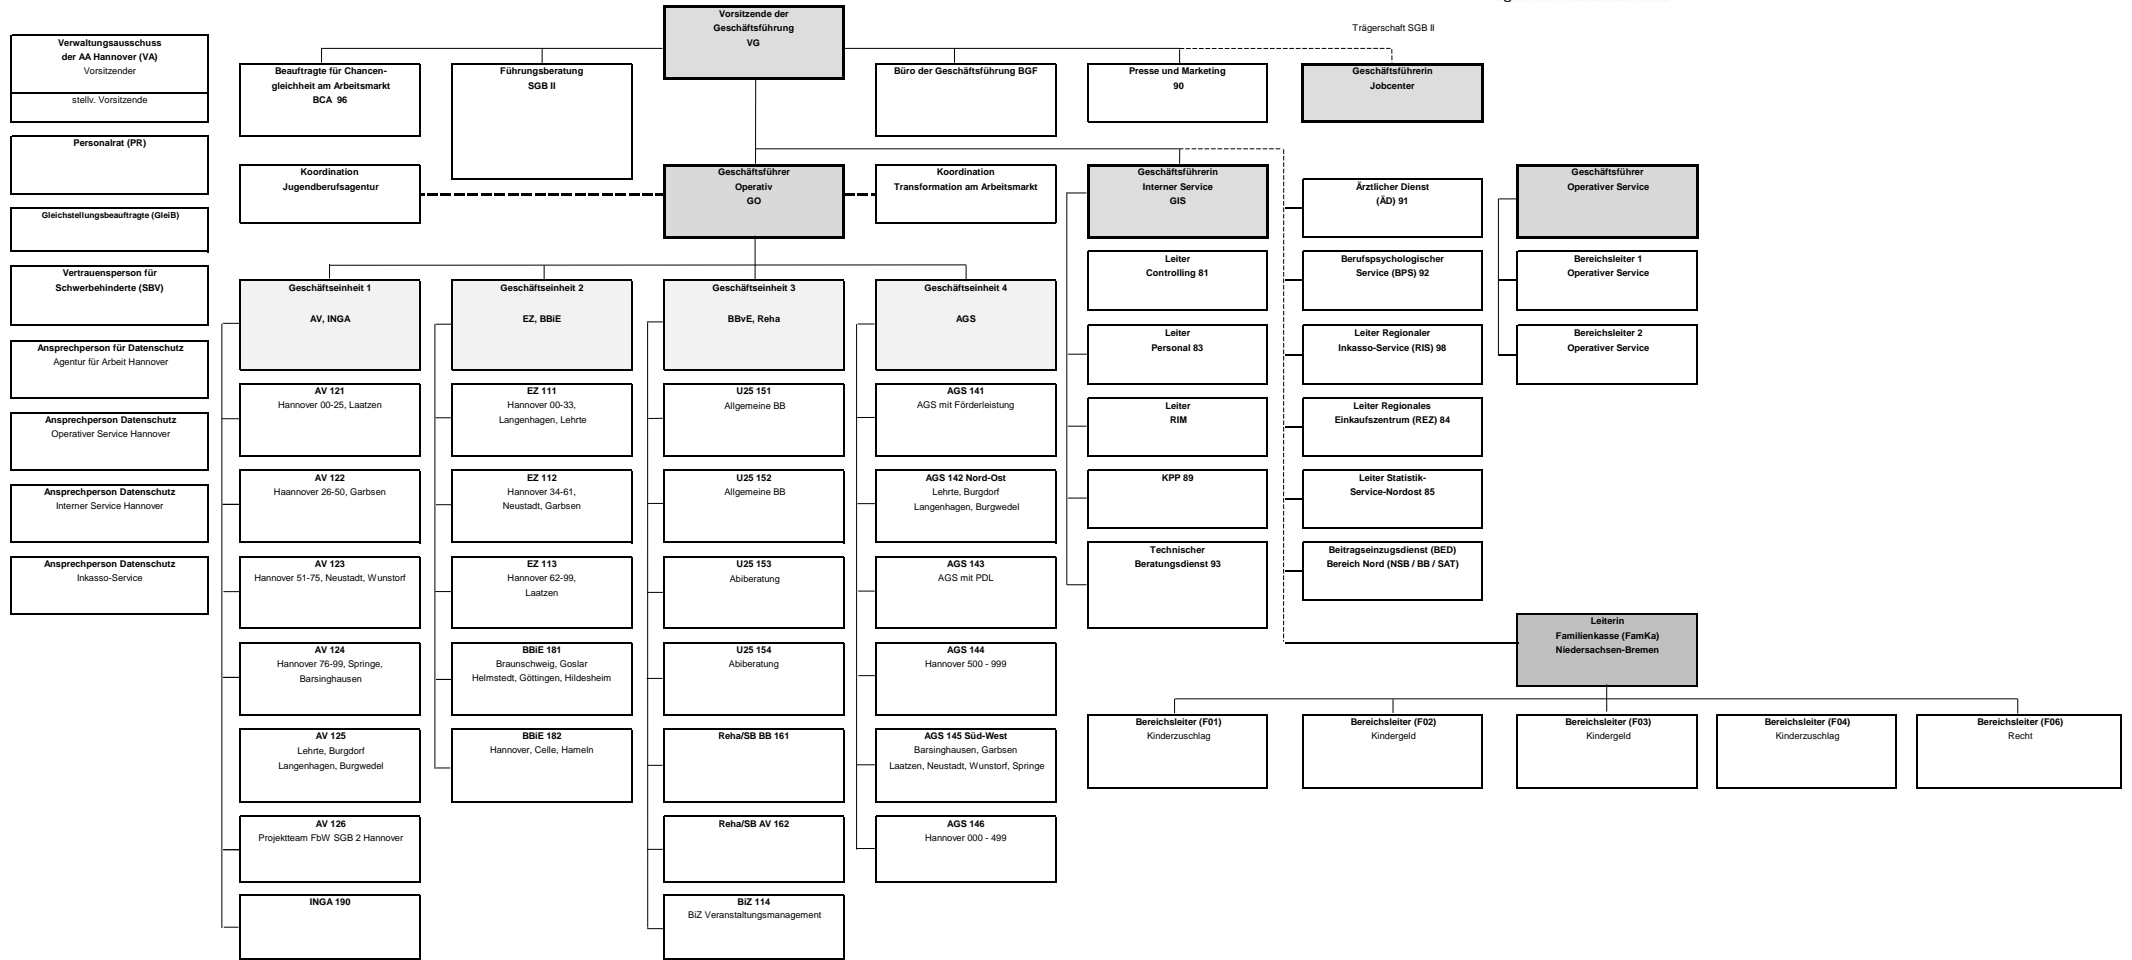 Vorsitzende der
Geschäftsführung
VG
Trägerschaft SGB II
Verwaltungsausschuss
der AA Hannover (VA)
Vorsitzender
stellv. Vorsitzende
Beauftragte für Chancen-
gleichheit am Arbeitsmarkt
BCA 96
Führungsberatung
SGB II
Büro der Geschäftsführung BGF
Presse und Marketing
90
Geschäftsführerin
Jobcenter
Personalrat (PR)
Gleichstellungsbeauftragte (GleiB)
Vertrauensperson für
Schwerbehinderte (SBV)
Ansprechperson für Datenschutz
Agentur für Arbeit Hannover
Ansprechperson Datenschutz
Operativer Service Hannover
Ansprechperson Datenschutz
Interner Service Hannover
Ansprechperson Datenschutz
Inkasso-Service
Koordination
Jugendberufsagentur
Geschäftsführer
Operativ
GO
Koordination
Transformation am Arbeitsmarkt
Geschäftsführerin
Interner Service
GIS
Geschäftsführer
Operativer Service
Geschäftseinheit 1
AV, INGA
AV 121
Hannover 00-25, Laatzen
AV 122
Haannover 26-50, Garbsen
AV 123
Hannover 51-75, Neustadt, Wunstorf
AV 124
Hannover 76-99, Springe,
Barsinghausen
AV 125
Lehrte, Burgdorf
Langenhagen, Burgwedel
AV 126
Projektteam FbW SGB 2 Hannover
INGA 190
Geschäftseinheit 2
EZ, BBiE
EZ 111
Hannover 00-33,
Langenhagen, Lehrte
EZ 112
Hannover 34-61,
Neustadt, Garbsen
EZ 113
Hannover 62-99,
Laatzen
BBiE 181
Braunschweig, Goslar
Helmstedt, Göttingen, Hildesheim
BBiE 182
Hannover, Celle, Hameln
Geschäftseinheit 3
BBvE, Reha
U25 151
Allgemeine BB
U25 152
Allgemeine BB
U25 153
Abiberatung
U25 154
Abiberatung
Reha/SB BB 161
Reha/SB AV 162
BiZ 114
BiZ Veranstaltungsmanagement
Geschäftseinheit 4
AGS
AGS 141
AGS mit Förderleistung
AGS 142 Nord-Ost
Lehrte, Burgdorf
Langenhagen, Burgwedel
AGS 143
AGS mit PDL
AGS 144
Hannover 500 - 999
AGS 145 Süd-West
Barsinghausen, Garbsen
Laatzen, Neustadt, Wunstorf, Springe
AGS 146
Hannover 000 - 499
Leiter
Controlling 81
Leiter
Personal 83
Leiter
RIM
KPP 89
Technischer
Beratungsdienst 93
Ärztlicher Dienst
(ÄD) 91
Berufspychologischer
Service (BPS) 92
Leiter Regionaler
Inkasso-Service (RIS) 98
Leiter Regionales
Einkaufszentrum (REZ) 84
Leiter Statistik-
Service-Nordost 85
Beitragseinzugsdienst (BED)
Bereich Nord (NSB / BB / SAT)
Bereichsleiter 1
Operativer Service
Bereichsleiter 2
Operativer Service
Leiterin
Familienkasse (FamKa)
Niedersachsen-Bremen
Bereichsleiter (F01)
Kinderzuschlag
Bereichsleiter (F02)
Kindergeld
Bereichsleiter (F03)
Kindergeld
Bereichsleiter (F04)
Kinderzuschlag
Bereichsleiter (F06)
Recht